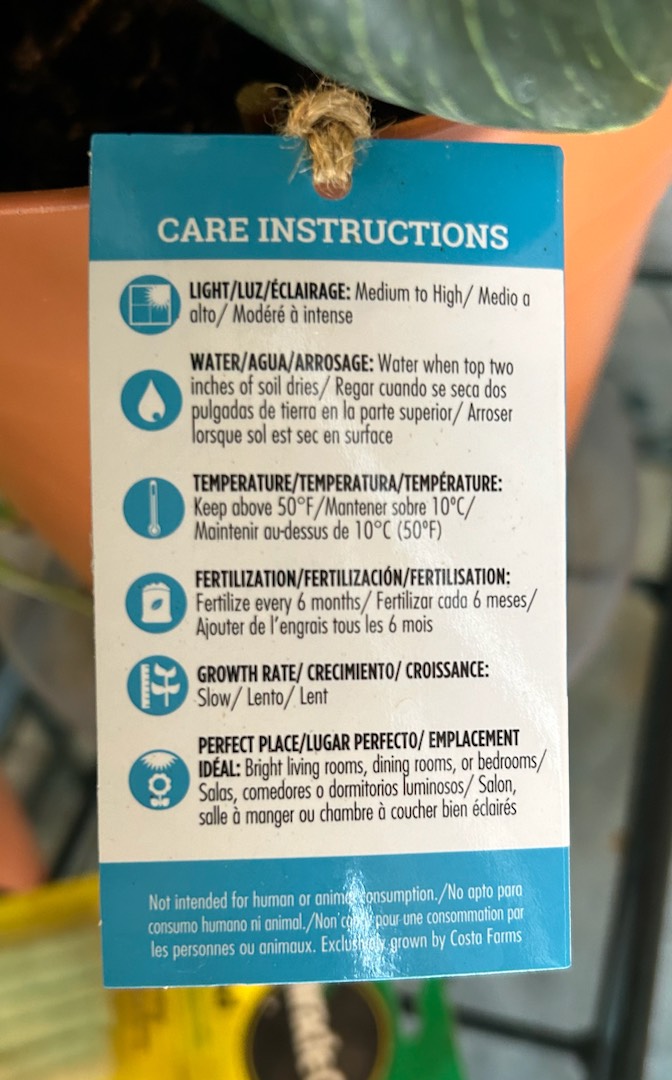 CARE INSTRUCTIONS
LIGHT/LUZ/ÉCLAIRAGE: Medium to High/ Medio a
alto/ Modéré à intense
WATER/AGUA/ARROSAGE: Water when top two
inches of soil dries/ Regar cuando se seca dos
pulgadas de tierra en la parte superior/ Arroser
lorsque sol est sec en surface
TEMPERATURE/TEMPERATURA/TEMPÉRATURE:
Keep above 50°F/Mantener sobre 10°C/
Maintenir au-dessus de 10°C (50°F)
FERTILIZATION/FERTILIZACIÓN/FERTILISATION:
Fertilize every 6 months/ Fertilizar cada 6 meses/
Ajouter de l'engrais tous les 6 mois
GROWTH RATE/ CRECIMIENTO/ CROISSANCE:
Slow/ Lento/ Lent
PERFECT PLACE/LUGAR PERFECTO/ EMPLACEMENT
IDÉAL: Bright living rooms, dining rooms, or bedrooms/
Salas, comedores o dormitorios luminosos/ Salon,
salle à manger ou chambre à coucher bien éclairés
Not intended for human or animal consumption./No apto para
consumo humano ni animal./Non pour une consommation par
les personnes ou animaux. Exclusively grown by Costa Farms